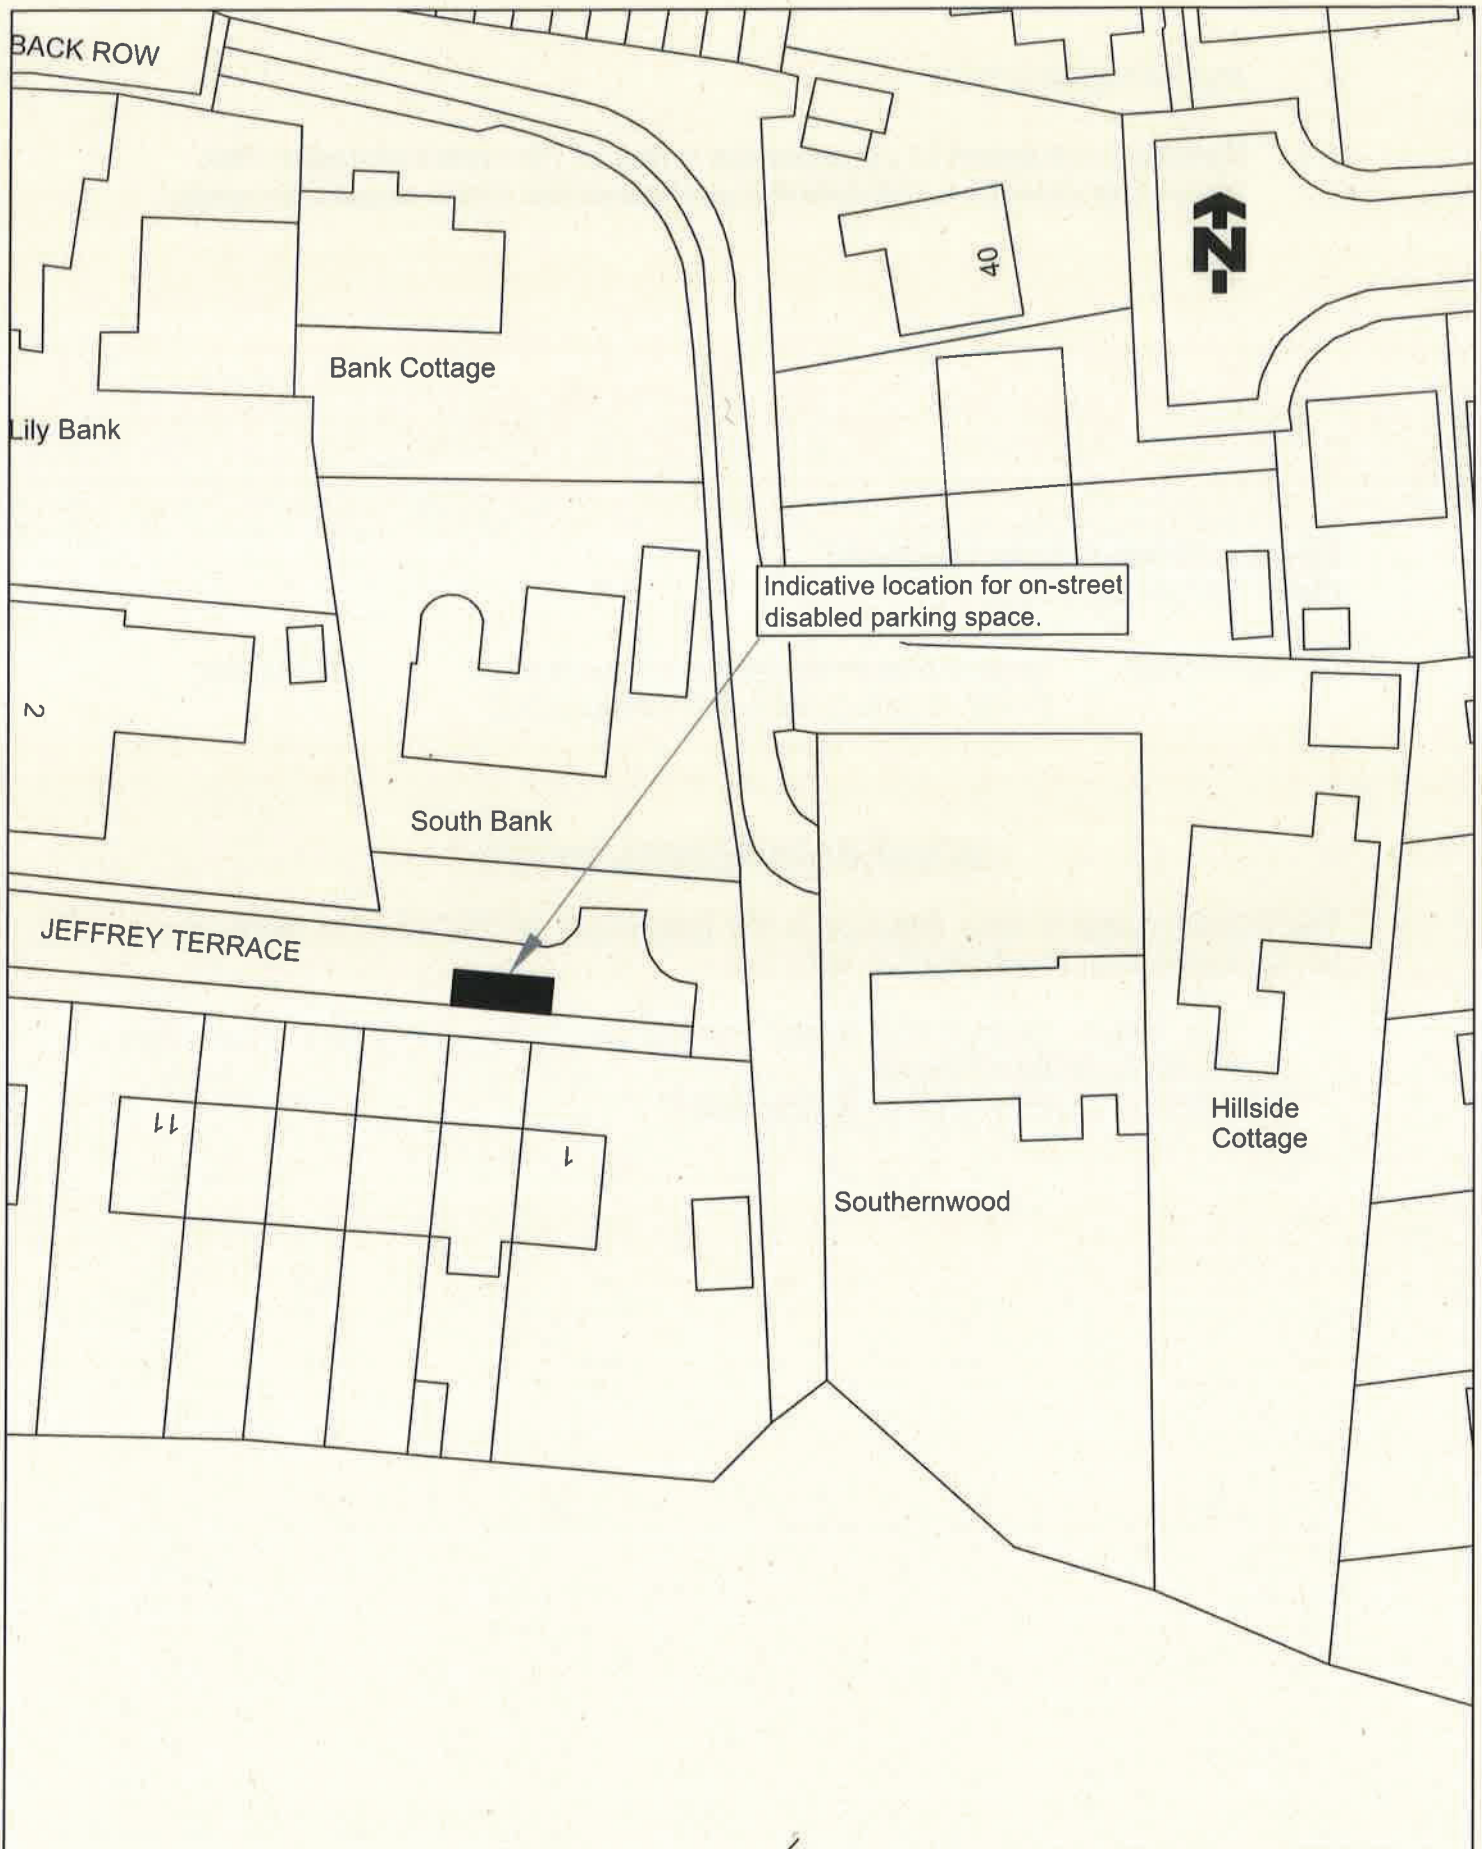 BACK ROW
40
N
Bank Cottage
Lily Bank
Indicative location for on-street
disabled parking space.
2
South Bank
JEFFREY TERRACE
11
1
Hillside
Cottage
Southernwood